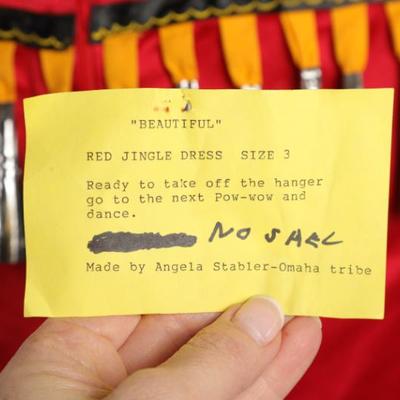 "BEAUTIFUL"
RED JINGLE DRESS SIZE 3
Ready to take off the hanger
go to the next Pow-wow and
dance.
NO SAEL
Made by Angela Stabler-Omaha tribe